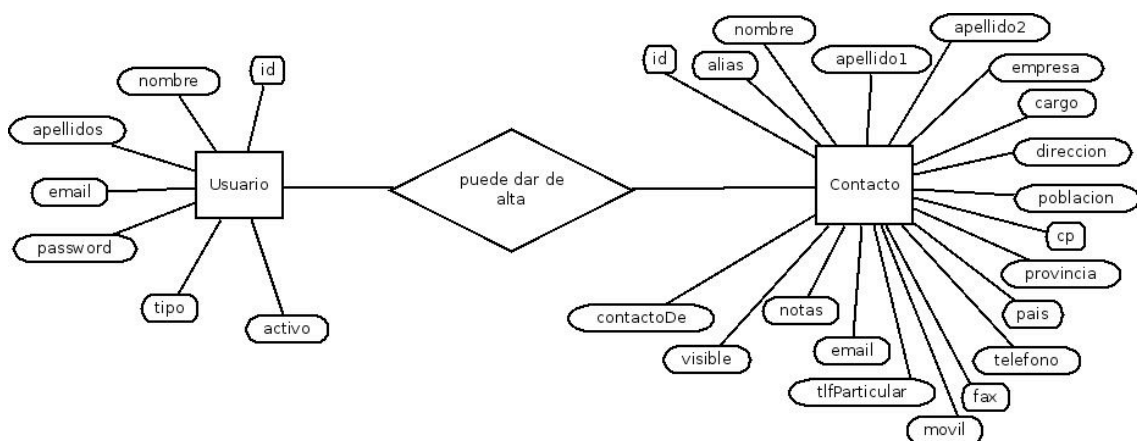 nombre
id
apellidos
email
Usuario
password
tipo
activo
puede dar de
alta
id
alias
nombre
apellido1
apellido2
empresa
cargo
direccion
Contacto
poblacion
cp
provincia
pais
telefono
fax
movil
tlfParticular
email
notas
visible
contactoDe